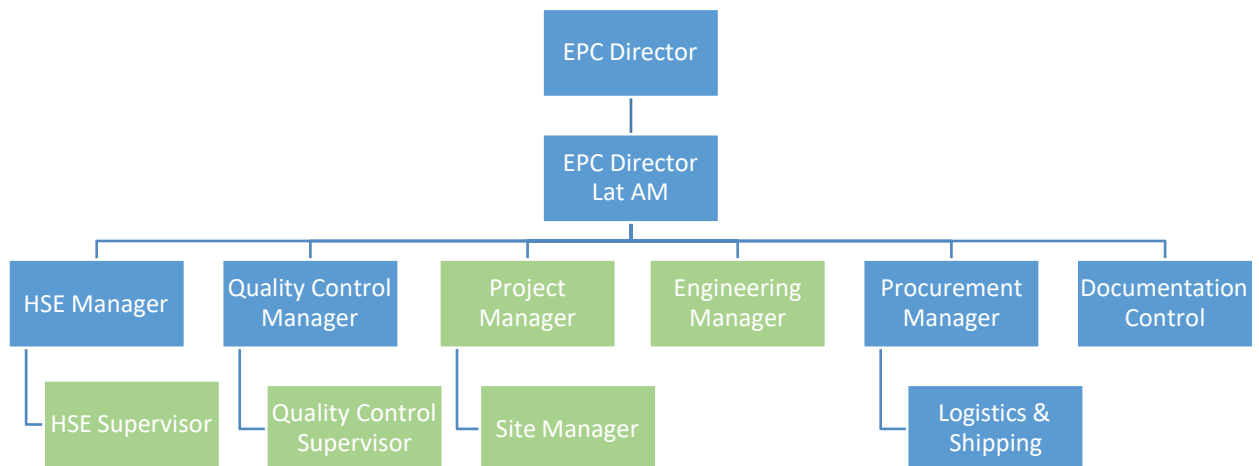 EPC Director
EPC Director
Lat AM
HSE Manager
Quality Control
Manager
Project
Manager
Engineering
Manager
Procurement
Manager
Documentation
Control
HSE Supervisor
Quality Control
Supervisor
Site Manager
Logistics &
Shipping